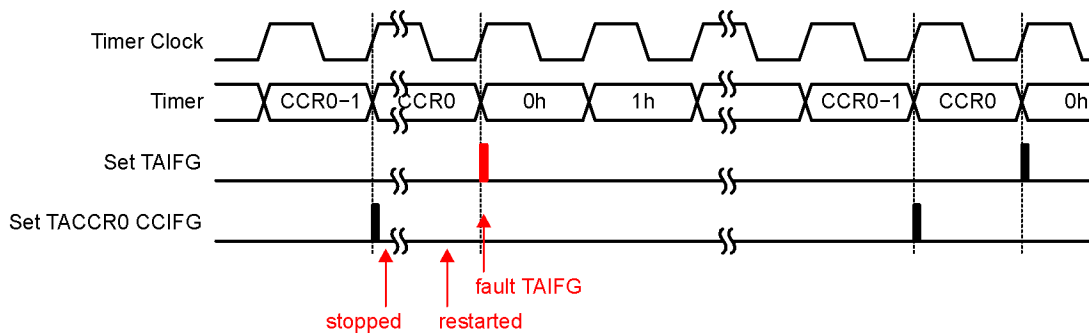 Timer Clock
Timer CCR0−1 CCR0 0h 1h CCR0−1 CCR0 0h
Set TAIFG
Set TACCR0 CCIFG
fault TAIFG
stopped restarted